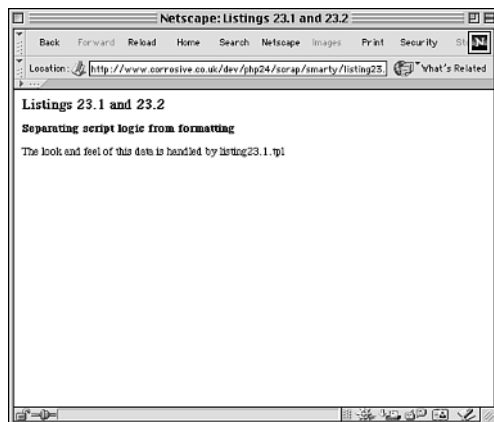 Netscape: Listings 23.1 and 23.2
Back Forward Reload Home Search Netscape Images Print Security
Location: http://www.corrosive.co.uk/dev/php24/scrap/smarty/listing23. What's Related
Listings 23.1 and 23.2
Separating script logic from formatting
The look and feel of this data is handled by listing23.1.tpl